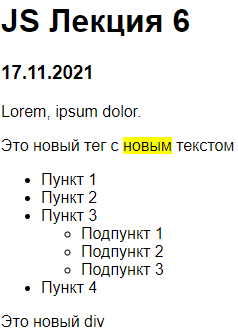 JS Лекция 6
17.11.2021
Lorem, ipsum dolor.
Это новый тег с новым текстом
Пункт 1
Пункт 2
Пункт 3
Подпункт 1
Подпункт 2
Подпункт 3
Пункт 4
Это новый div